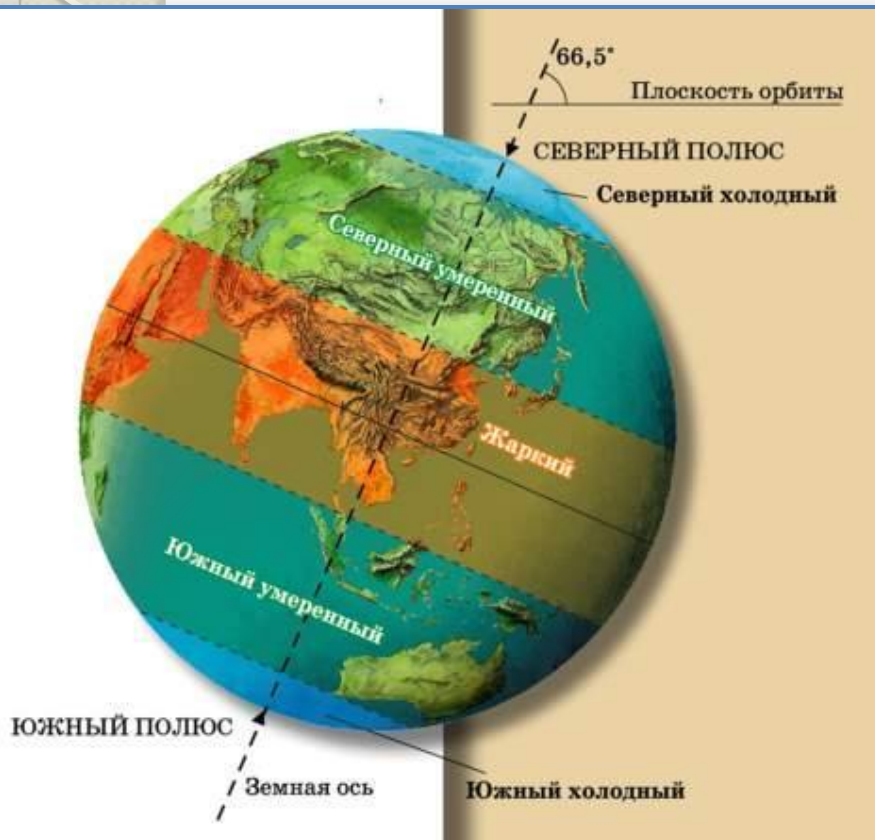 66,5°
Плоскость орбиты
СЕВЕРНЫЙ ПОЛЮС
Северный холодный
Северный умеренный
Жаркий
Южный умеренный
ЮЖНЫЙ ПОЛЮС
Земная ось
Южный холодный